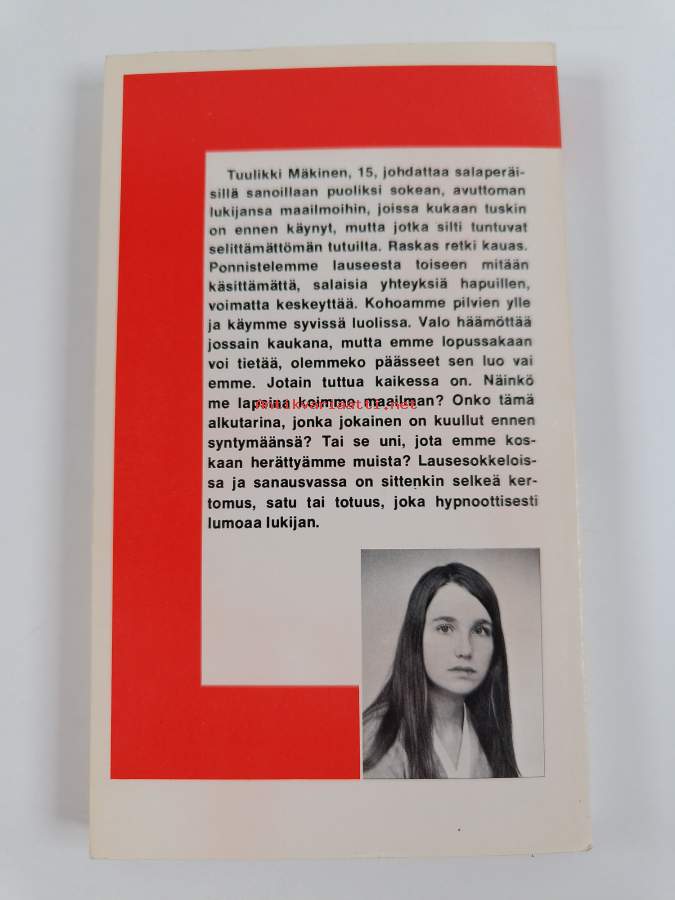 Tuulikki Mäkinen, 15, johdattaa salaperäi-
sillä sanoillaan puoliksi sokean, avuttoman
lukijansa maailmoihin, joissa kukaan tuskin
on ennen käynyt, mutta jotka silti tuntuvat
selittämättömän tutuilta. Raskas retki kauas.
Ponnistelemme lauseesta toiseen mitään
käsittämättä, salaisia yhteyksiä hapuillen,
voimatta keskeyttää. Kohoamme pilvien ylle
ja käymme syvissä luolissa. Valo häämöttää
jossain kaukana, mutta emme lopussakaan
voi tietää, olemmeko päässeet sen luo vai
emme. Jotain tuttua kaikessa on. Näinkö
me lapsina koimme maailman? Onko tämä
antikvariaatti.net
alkutarina, jonka jokainen on kuullut ennen
syntymäänsä? Tai se uni, jota emme kos-
kaan herättyämme muista? Lausesokkelois-
sa ja sanausvassa on sittenkin selkeä ker-
tomus, satu tai totuus, joka hypnoottisesti
lumoaa lukijan.